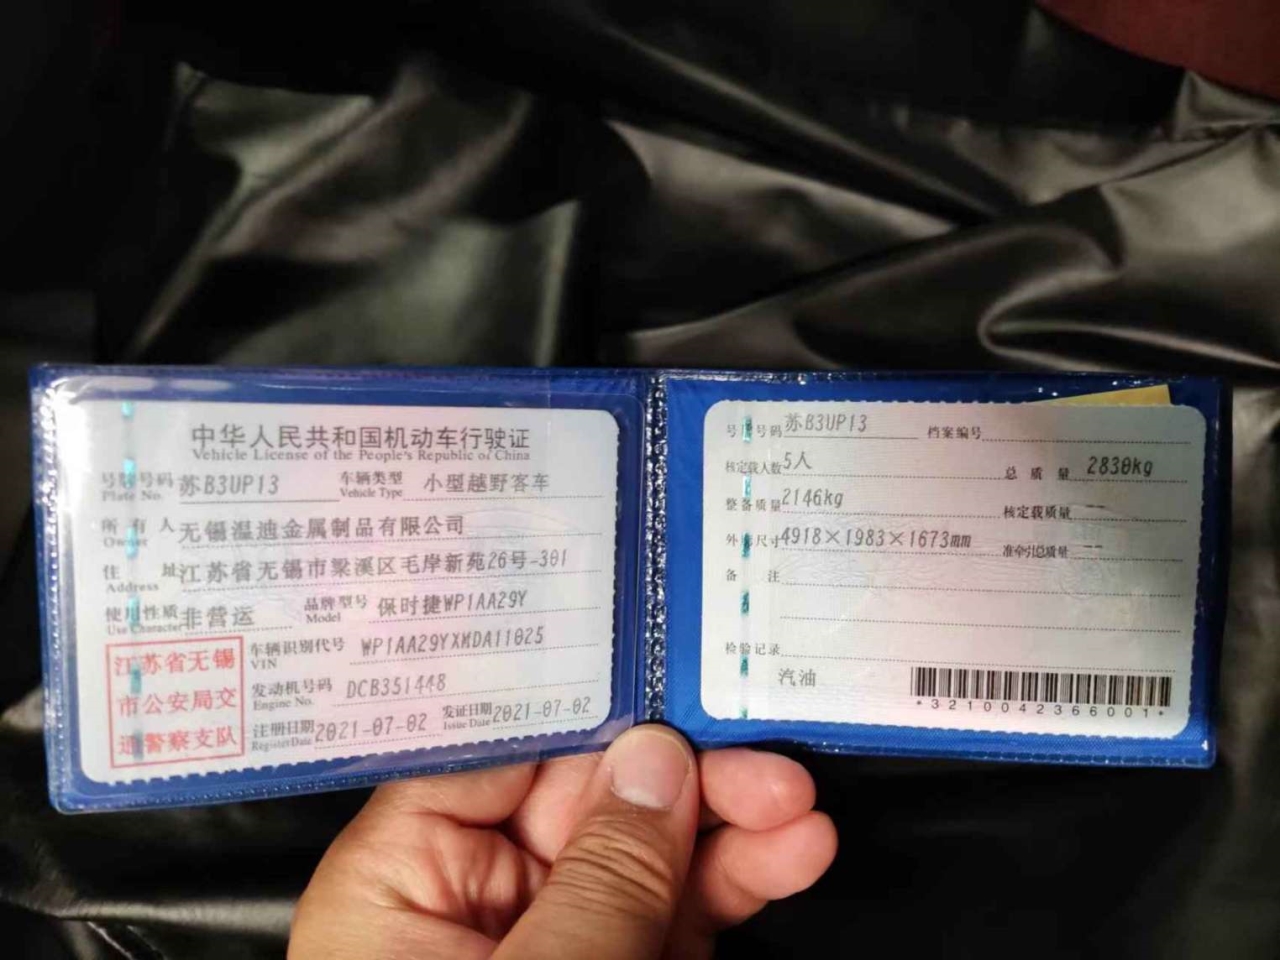 中华人民共和国机动车行驶证
Vehicle License of the People's Republic of China
号牌号码 Plate No. 苏B3UP13 车辆类型 Vehicle Type 小型越野客车
所有人 Owner 无锡温迪金属制品有限公司
住址 Address 江苏省无锡市梁溪区毛岸新苑26号-301
使用性质 Use Character 非营运 品牌型号 Model 保时捷WP1AA29Y
车辆识别代号 VIN WP1AA29YXMDA11025
发动机号码 Engine No. DCB351448
注册日期 Register Date 2021-07-02 发证日期 Issue Date 2021-07-02
江苏省无锡
市公安局交
通警察支队
号牌号码 苏B3UP13 档案编号
核定载人数 5人 总质量 2830kg
整备质量 2146kg 核定载质量 --
外廓尺寸 4918×1983×1673mm 准牵引总质量 --
备注
检验记录
汽油
*3210042366001*